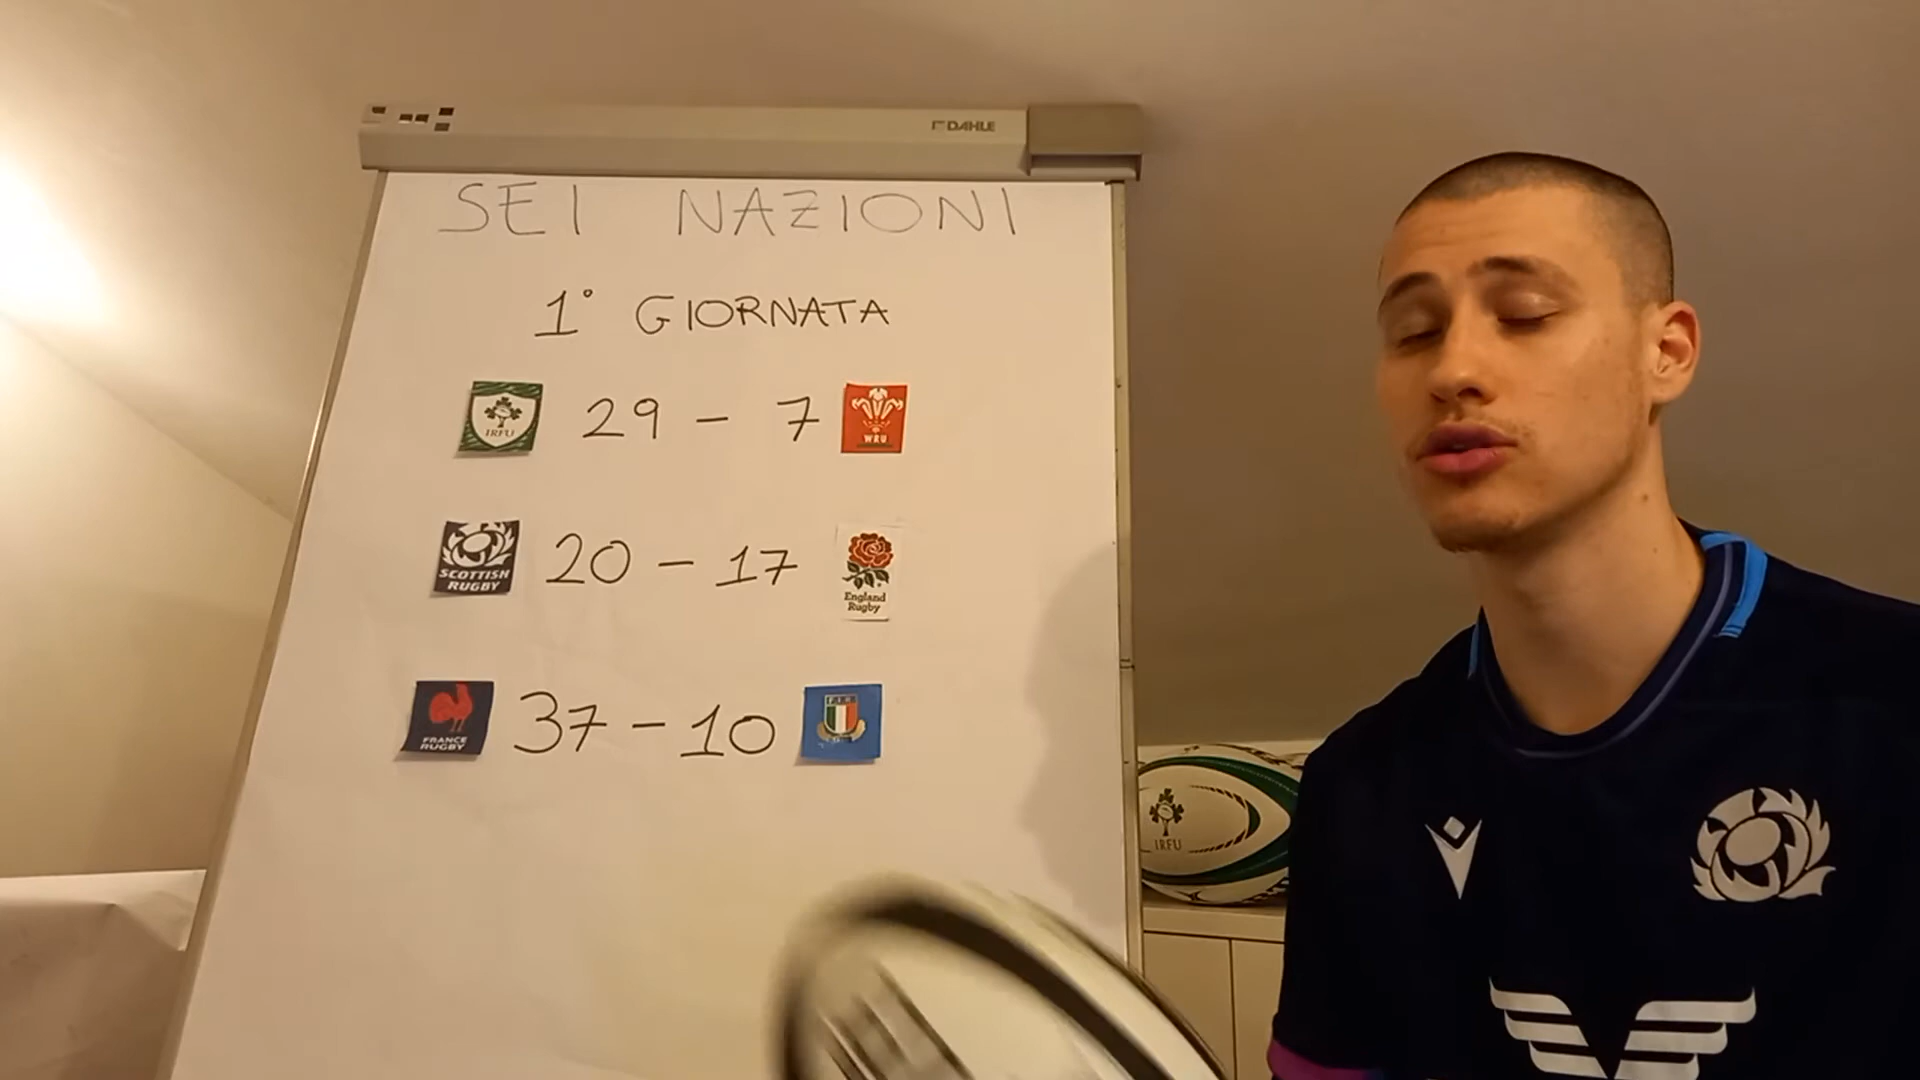 DAHLE
SEI NAZIONI
1° GIORNATA
IRFU 29 - 7 WRU
SCOTTISH RUGBY 20 - 17 England Rugby
FRANCE RUGBY 37 - 10 F.I.R.
IRFU